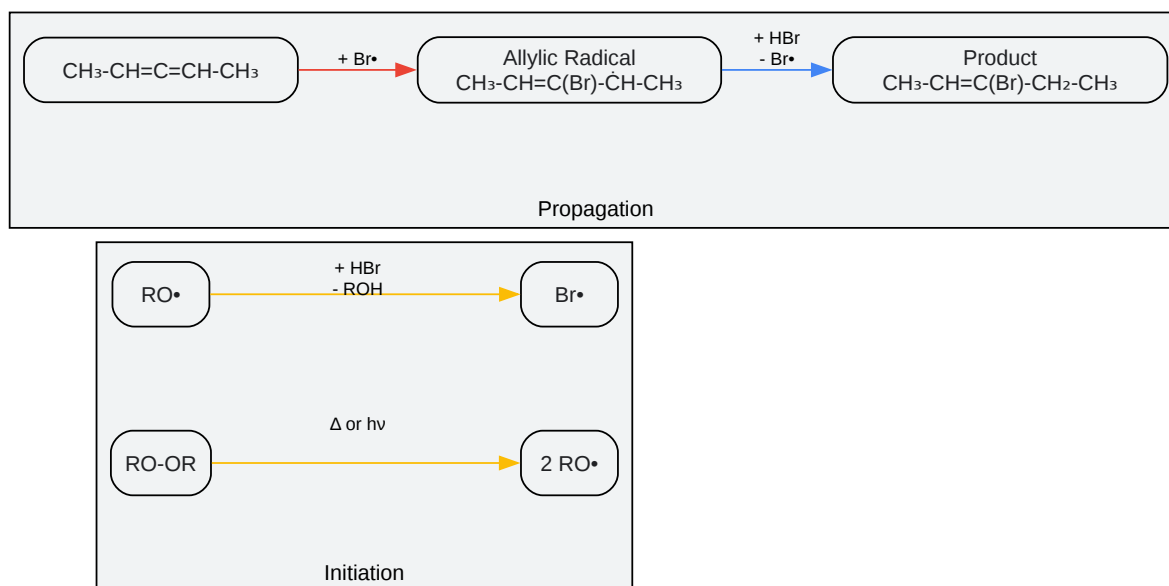 CH₃-CH=C=CH-CH₃
+ Br•
Allylic Radical
CH₃-CH=C(Br)-ĊH-CH₃
+ HBr
- Br•
Product
CH₃-CH=C(Br)-CH₂-CH₃
Propagation
RO•
+ HBr
- ROH
Br•
RO-OR
Δ or hν
2 RO•
Initiation